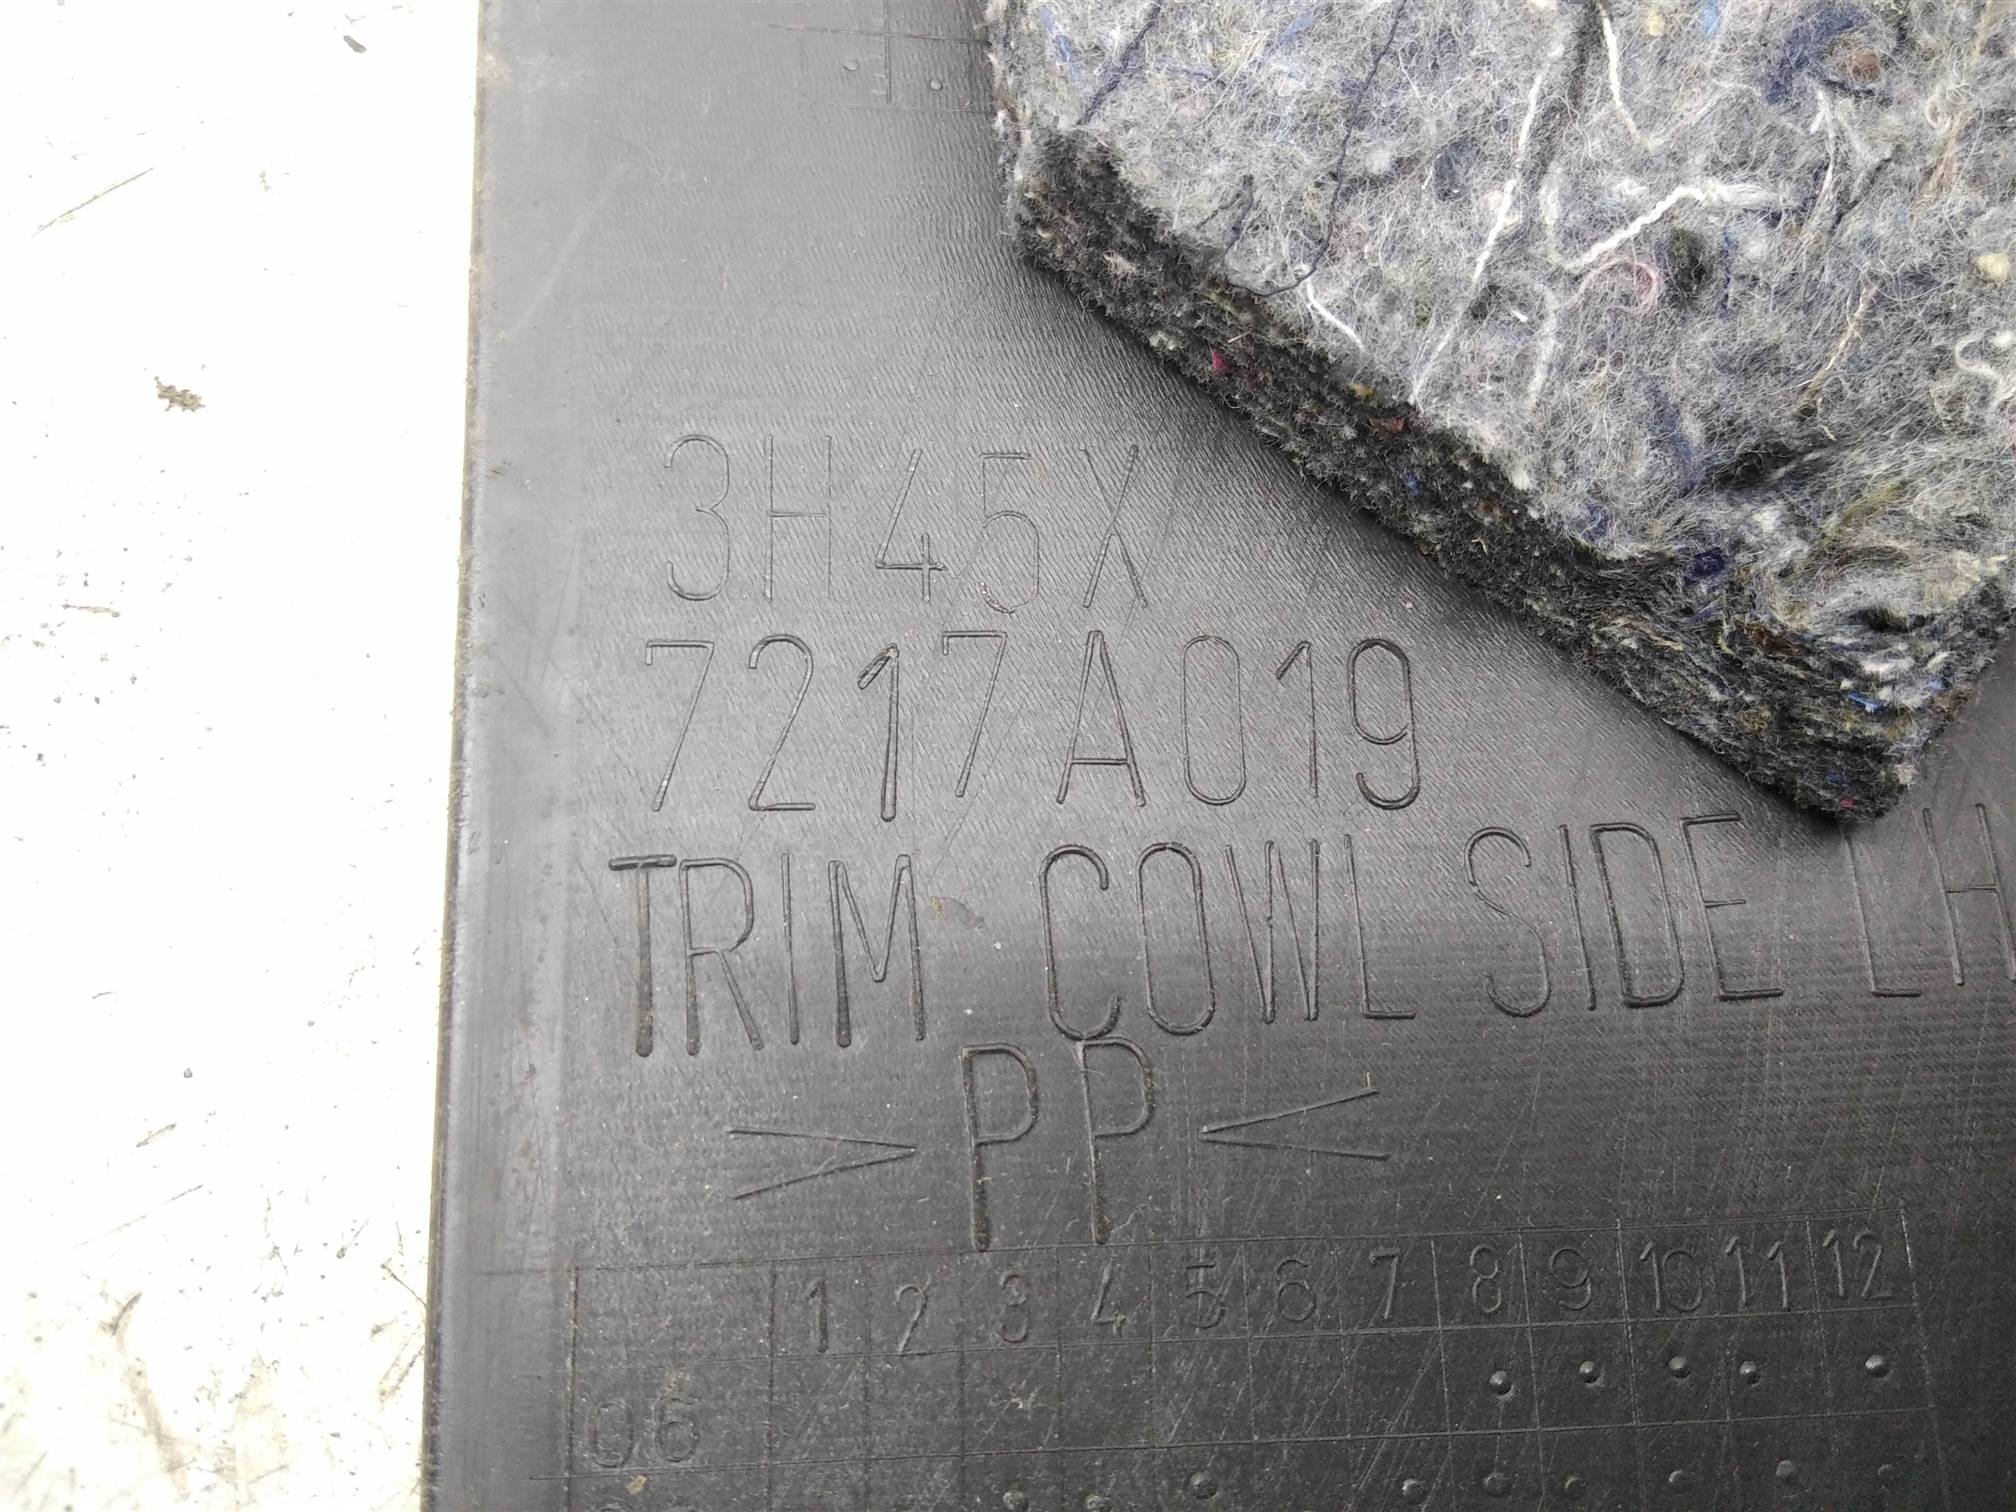 3H45X
7217A019
TRIM COWL SIDE LH
>PP<
1 2 3 4 5 6 7 8 9 10 11 12
06